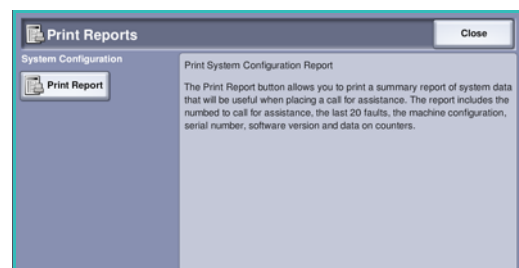 Print Reports
Close
System Configuration
Print Report
Print System Configuration Report
The Print Report button allows you to print a summary report of system data
that will be useful when placing a call for assistance. The report includes the
numbed to call for assistance, the last 20 faults, the machine configuration,
serial number, software version and data on counters.